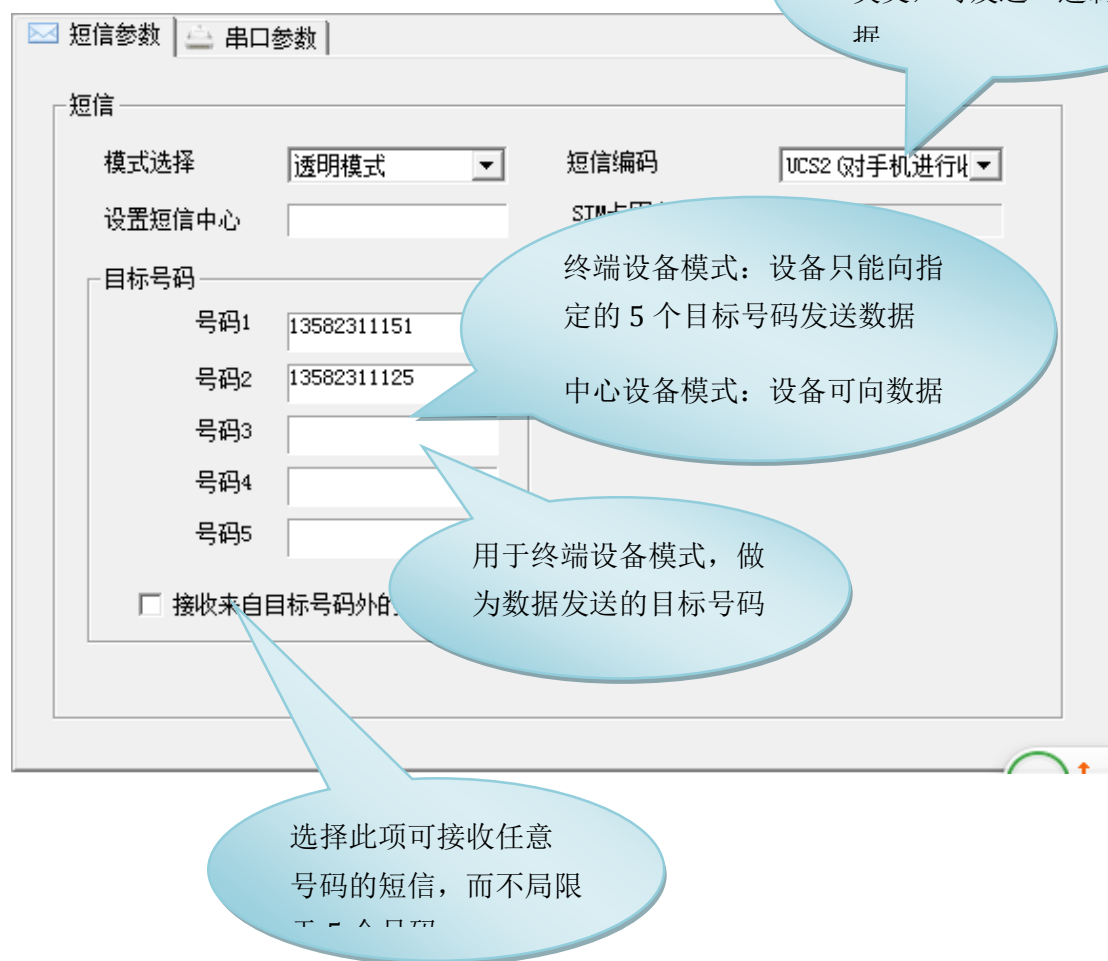 据
短信参数 串口参数
短信
模式选择 透明模式 短信编码 UCS2（对手机进行
设置短信中心
目标号码
号码1 13582311151
号码2 13582311125
号码3
号码4
号码5
接收来自目标号码外的
终端设备模式：设备只能向指
定的 5 个目标号码发送数据
中心设备模式：设备可向数据
用于终端设备模式，做
为数据发送的目标号码
选择此项可接收任意
号码的短信，而不局限